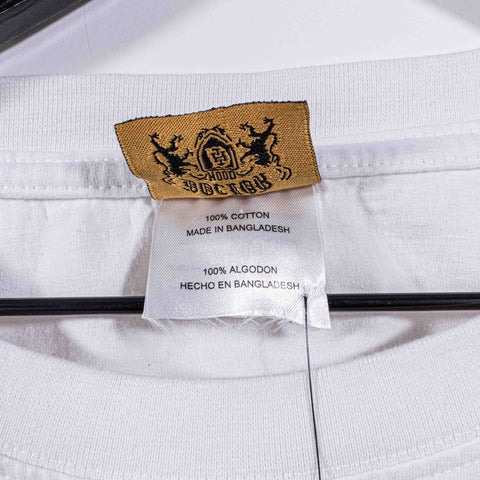 HOOD
DOCTOR
100% COTTON
MADE IN BANGLADESH
100% ALGODON
HECHO EN BANGLADESH